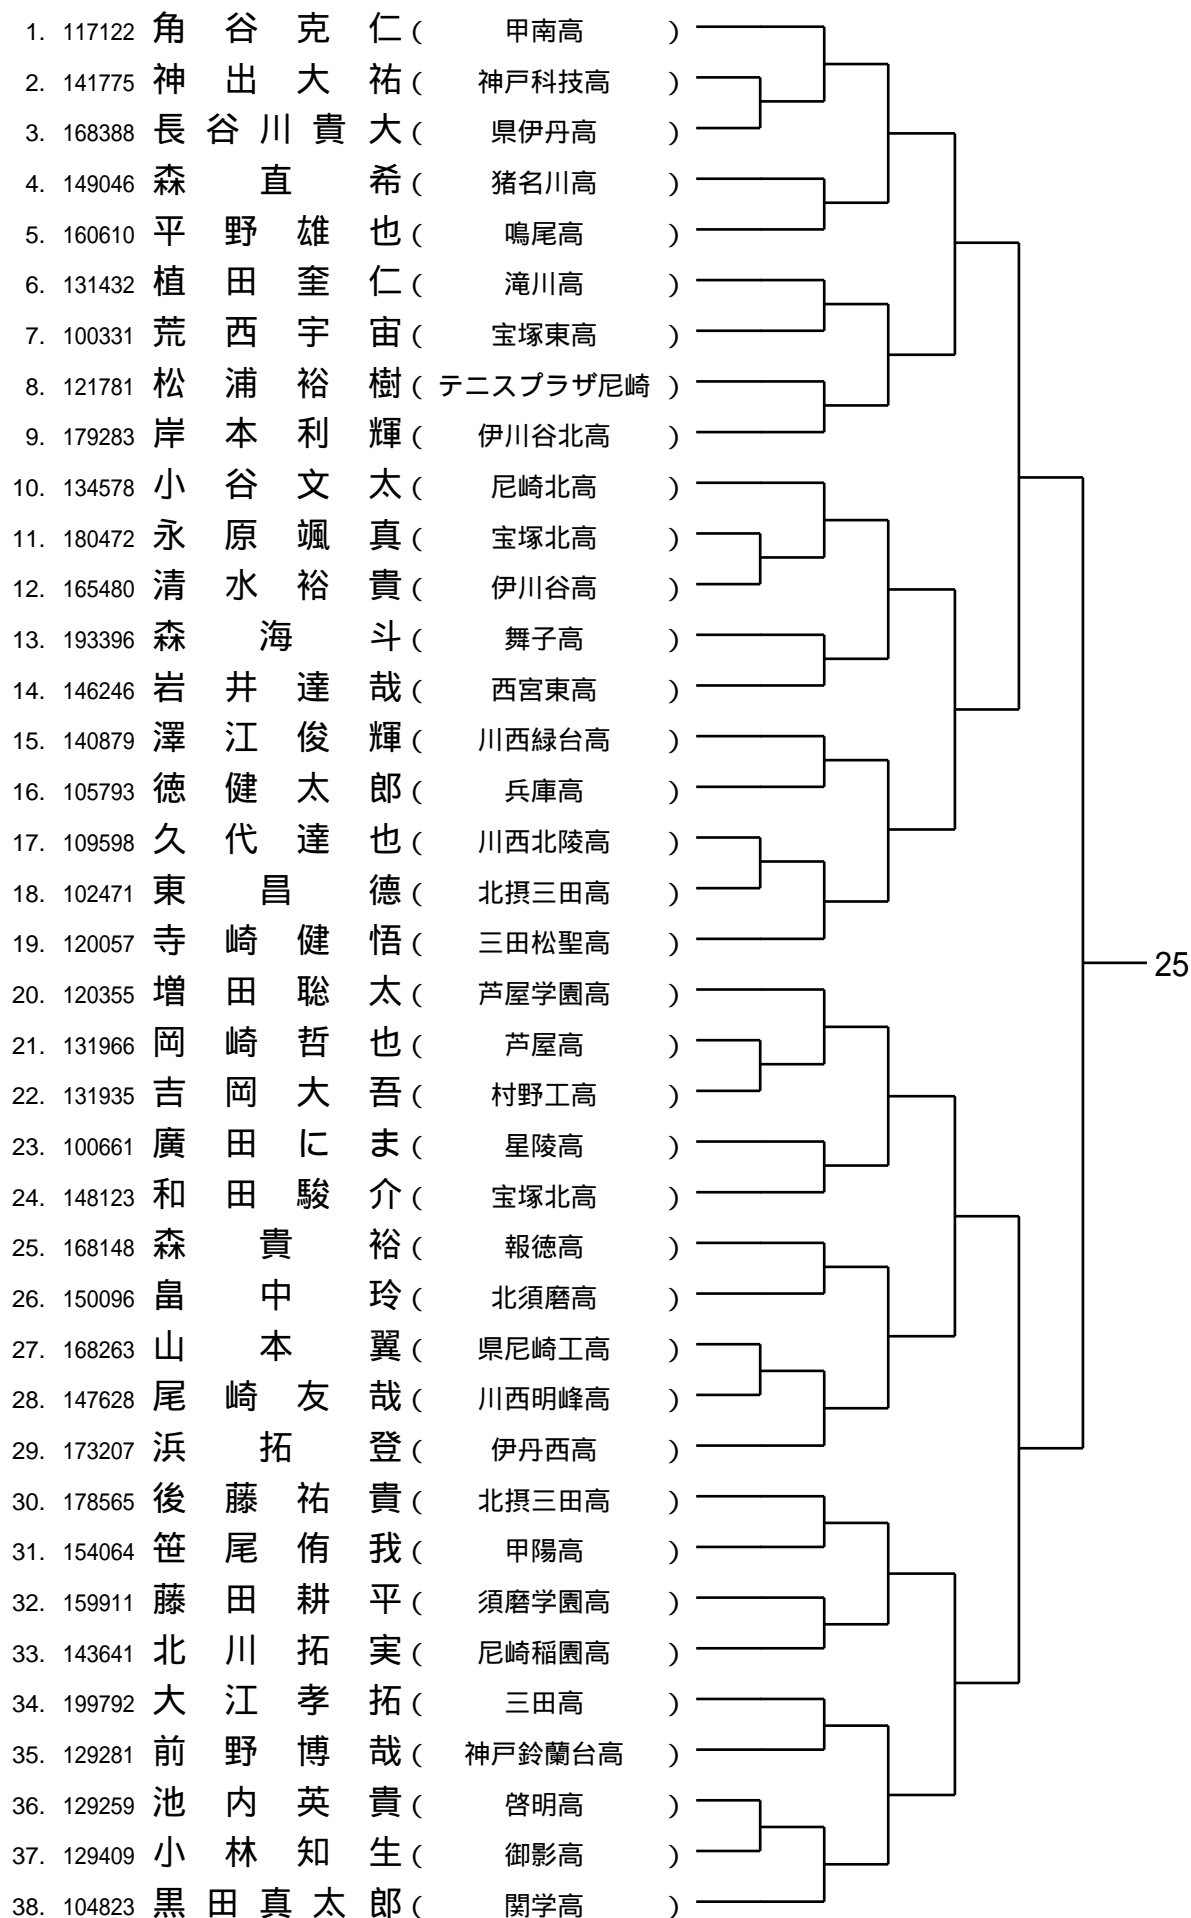 1. 117122 角谷克仁( 甲南高 )
2. 141775 神出大祐( 神戸科技高 )
3. 168388 長谷川貴大( 県伊丹高 )
4. 149046 森直希( 猪名川高 )
5. 160610 平野雄也( 鳴尾高 )
6. 131432 植田奎仁( 滝川高 )
7. 100331 荒西宇宙( 宝塚東高 )
8. 121781 松浦裕樹( テニスプラザ尼崎 )
9. 179283 岸本利輝( 伊川谷北高 )
10. 134578 小谷文太( 尼崎北高 )
11. 180472 永原颯真( 宝塚北高 )
12. 165480 清水裕貴( 伊川谷高 )
13. 193396 森海斗( 舞子高 )
14. 146246 岩井達哉( 西宮東高 )
15. 140879 澤江俊輝( 川西緑台高 )
16. 105793 徳健太郎( 兵庫高 )
17. 109598 久代達也( 川西北陵高 )
18. 102471 東昌德( 北摂三田高 )
19. 120057 寺崎健悟( 三田松聖高 )
25
20. 120355 増田聡太( 芦屋学園高 )
21. 131966 岡崎哲也( 芦屋高 )
22. 131935 吉岡大吾( 村野工高 )
23. 100661 廣田にま( 星陵高 )
24. 148123 和田駿介( 宝塚北高 )
25. 168148 森貴裕( 報徳高 )
26. 150096 畠中玲( 北須磨高 )
27. 168263 山本翼( 県尼崎工高 )
28. 147628 尾崎友哉( 川西明峰高 )
29. 173207 浜拓登( 伊丹西高 )
30. 178565 後藤祐貴( 北摂三田高 )
31. 154064 笹尾侑我( 甲陽高 )
32. 159911 藤田耕平( 須磨学園高 )
33. 143641 北川拓実( 尼崎稲園高 )
34. 199792 大江孝拓( 三田高 )
35. 129281 前野博哉( 神戸鈴蘭台高 )
36. 129259 池内英貴( 啓明高 )
37. 129409 小林知生( 御影高 )
38. 104823 黒田真太郎( 関学高 )